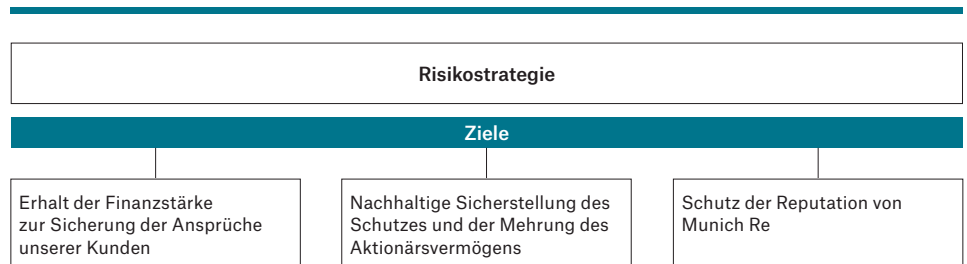 Risikostrategie
Ziele
Erhalt der Finanzstärke
zur Sicherung der Ansprüche
unserer Kunden
Nachhaltige Sicherstellung des
Schutzes und der Mehrung des
Aktionärsvermögens
Schutz der Reputation von
Munich Re